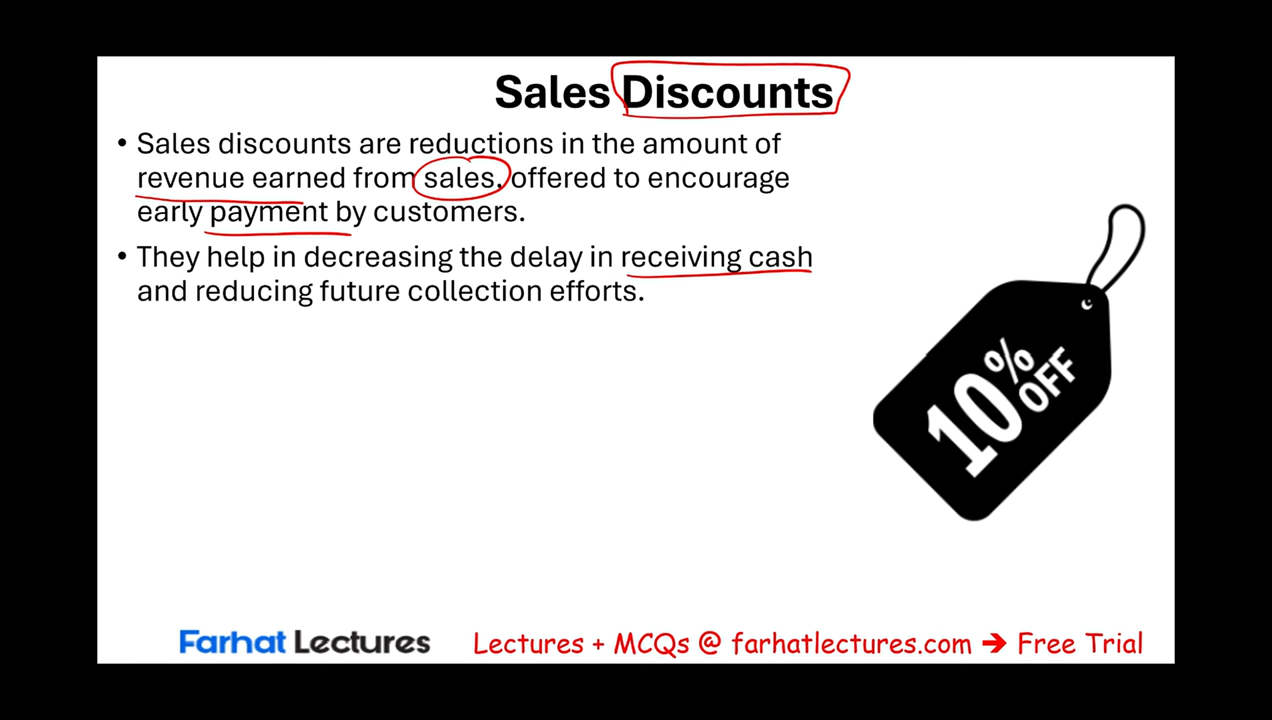 Sales Discounts
• Sales discounts are reductions in the amount of
revenue earned from sales, offered to encourage
early payment by customers.
• They help in decreasing the delay in receiving cash
and reducing future collection efforts.
10% OFF
Farhat Lectures Lectures + MCQs @ farhatlectures.com ➔ Free Trial